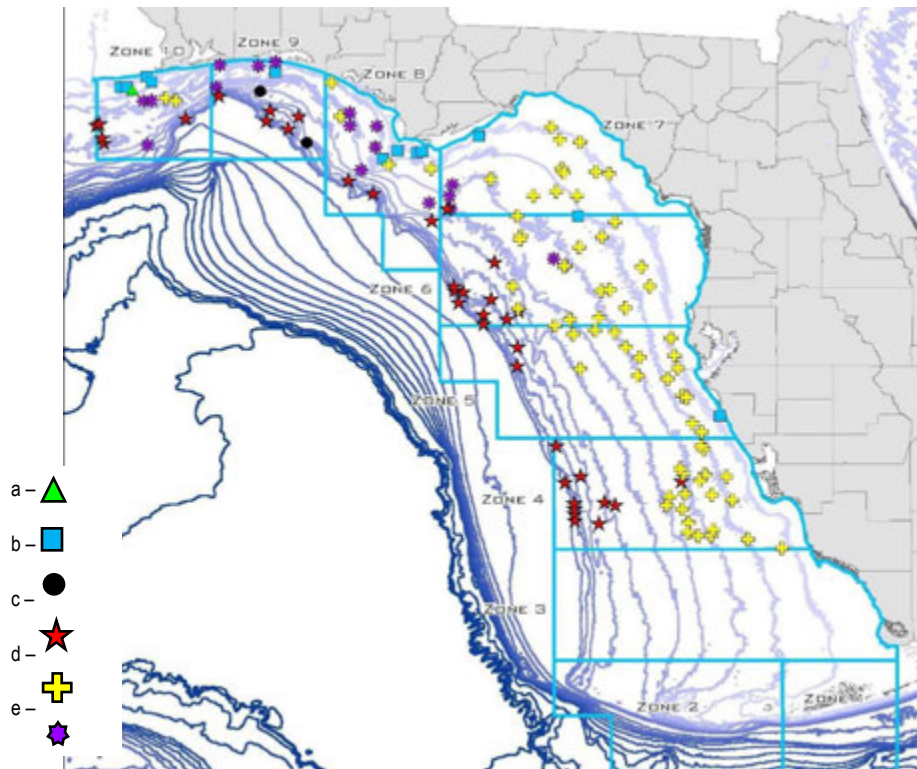 Zone 10
Zone 9
Zone 8
Zone 7
Zone 6
Zone 5
Zone 4
Zone 3
Zone 2
a –
b –
c –
d –
e –